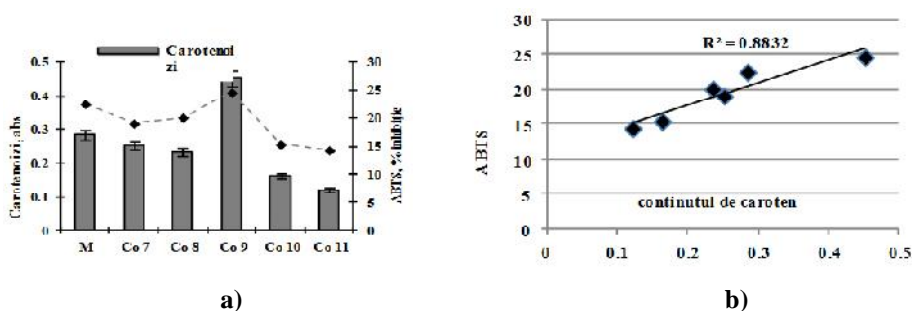 Carotenoi
zi
0.5
0.4
0.3
0.2
0.1
0
Carotenoizi, abs
30
25
20
15
10
5
0
ABTS, % inhibiție
M Co 7 Co 8 Co 9 Co 10 Co 11
a)
30
25
20
15
10
5
0
ABTS
R² = 0.8832
continutul de caroten
0 0.1 0.2 0.3 0.4 0.5
b)